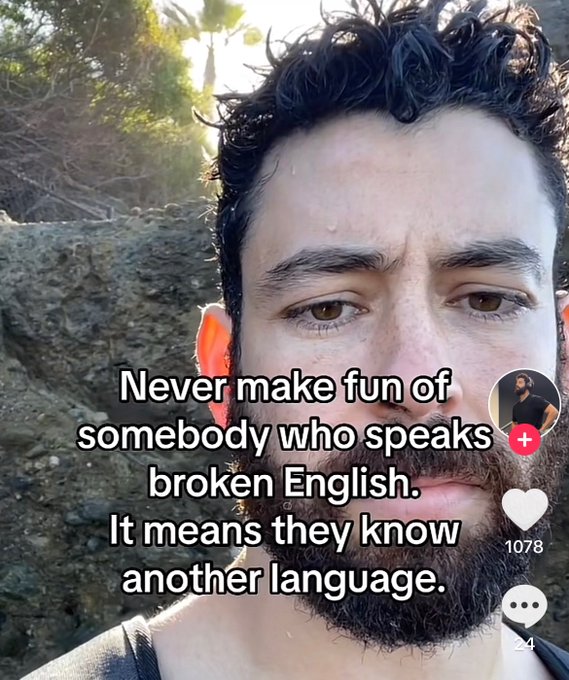 Never make fun of
somebody who speaks
broken English.
It means they know
another language.
1078
24